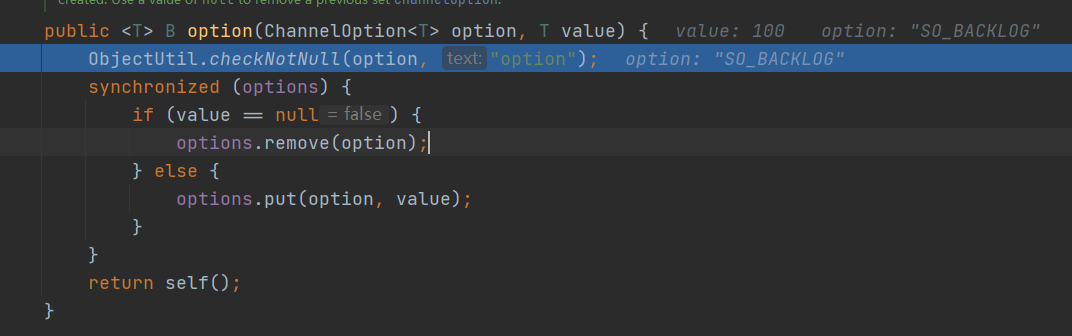 created. Use a value of null to remove a previous set ChannelOption.
public <T> B option(ChannelOption<T> option, T value) { value: 100 option: "SO_BACKLOG"
ObjectUtil.checkNotNull(option, text: "option"); option: "SO_BACKLOG"
synchronized (options) {
if (value == null = false ) {
options.remove(option);
} else {
options.put(option, value);
}
}
return self();
}